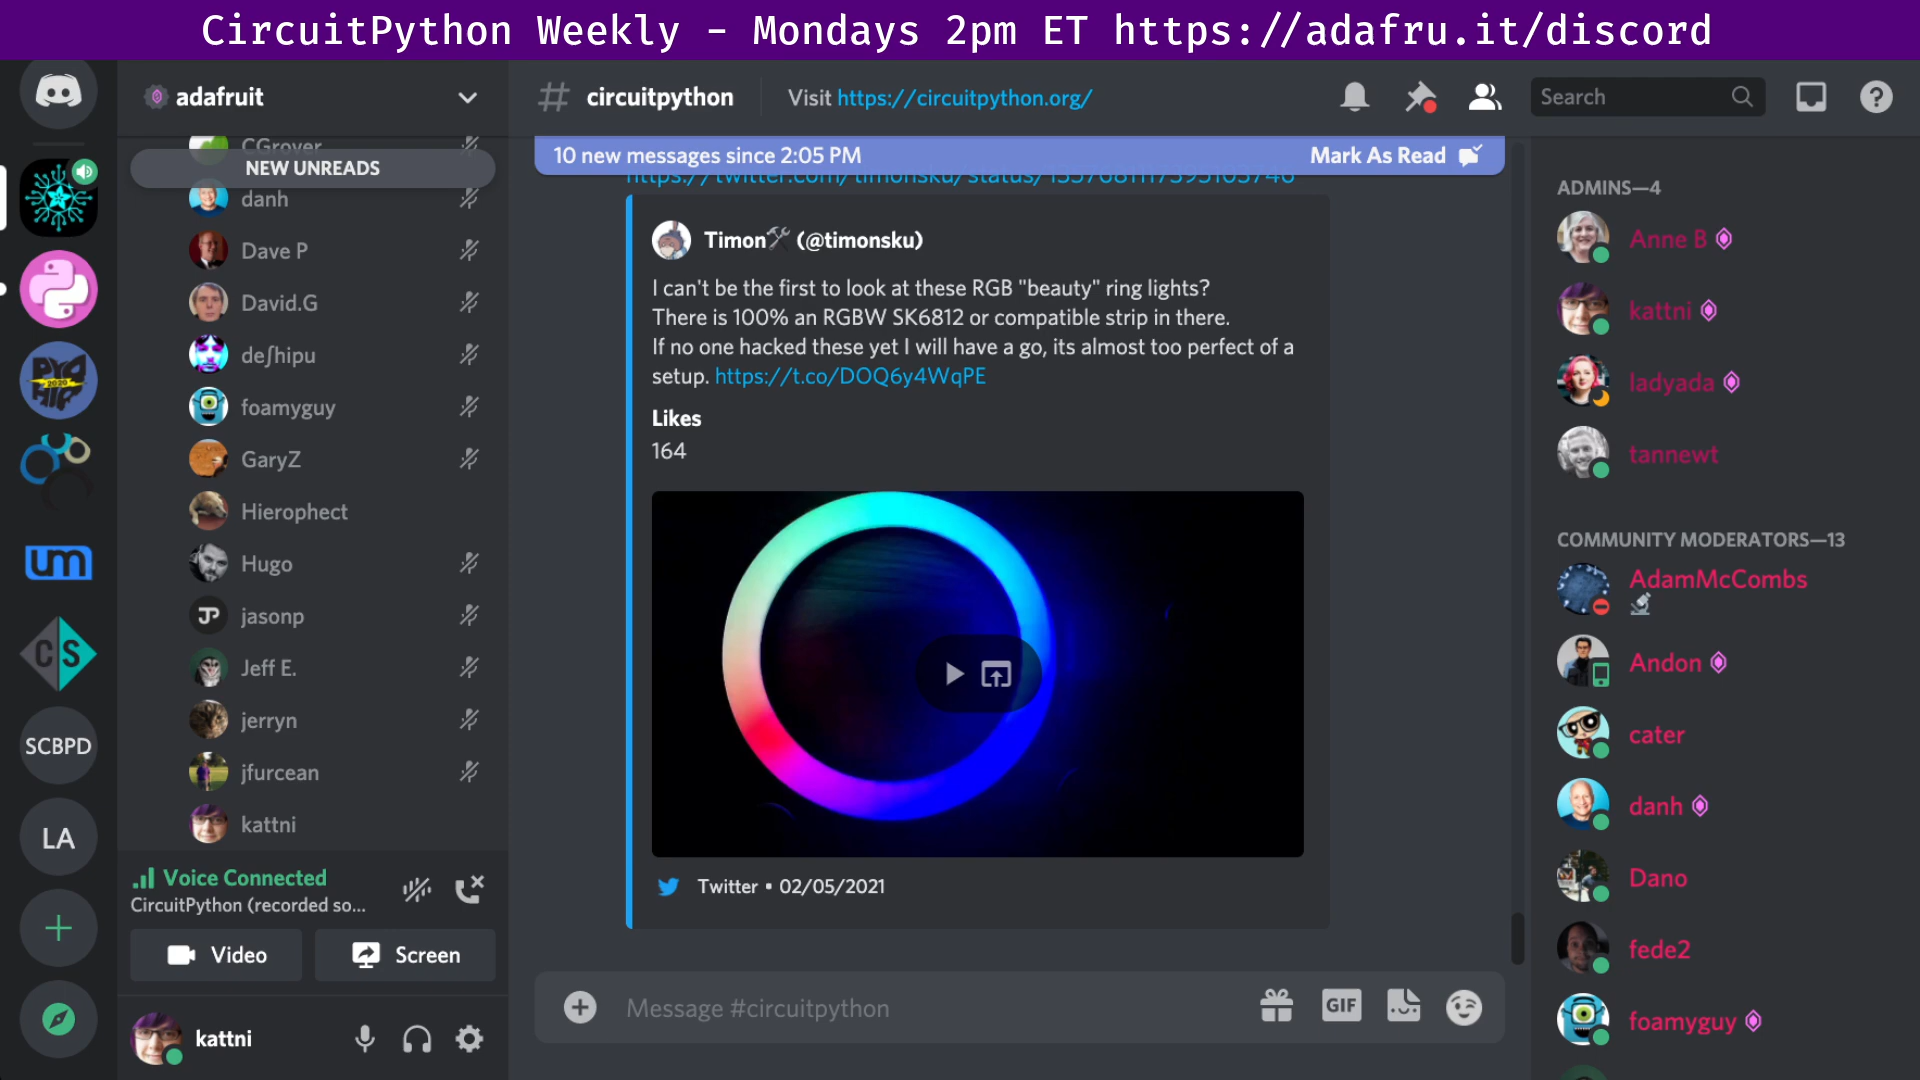 CircuitPython Weekly - Mondays 2pm ET https://adafru.it/discord
adafruit
CGrover
NEW UNREADS
danh
Dave P
David.G
deʃhipu
foamyguy
GaryZ
Hierophect
Hugo
JP
jasonp
Jeff E.
jerryn
jfurcean
kattni
Voice Connected
CircuitPython (recorded so...
Video
Screen
kattni
PYO
2020
um
CS
SCBPD
LA
circuitpython
Visit https://circuitpython.org/
Search
10 new messages since 2:05 PM
Mark As Read
Timon🛠 (@timonsku)
I can't be the first to look at these RGB "beauty" ring lights?
There is 100% an RGBW SK6812 or compatible strip in there.
If no one hacked these yet I will have a go, its almost too perfect of a
setup. https://t.co/DOQ6y4WqPE
Likes
164
Twitter • 02/05/2021
Message #circuitpython
GIF
ADMINS—4
Anne B
kattni
ladyada
tannewt
COMMUNITY MODERATORS—13
AdamMcCombs
Andon
cater
danh
Dano
fede2
foamyguy